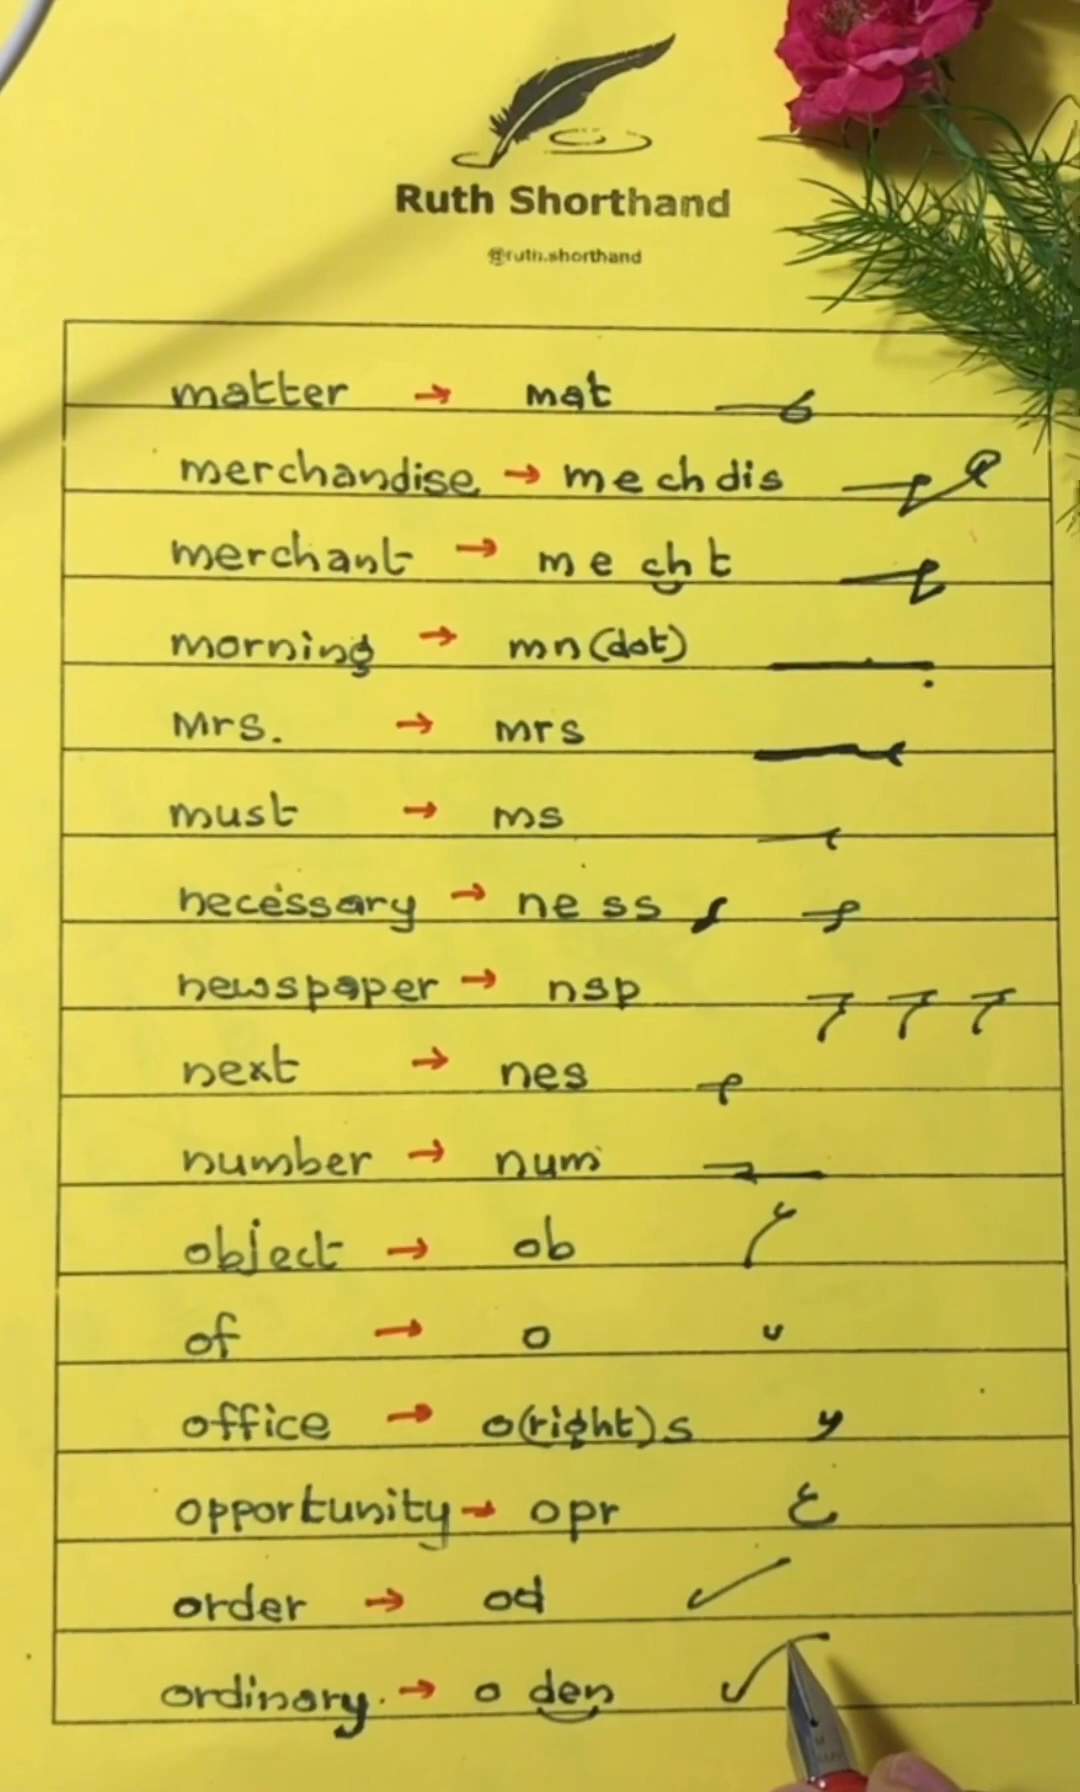 Ruth Shorthand
@ruth.shorthand
matter → mat
merchandise → mechdis
merchant → me cht
morning → mn(dot)
Mrs. → mrs
must → ms
necessary → ne ss
newspaper → nsp
next → nes
number → num
object → ob
of → o
office → o(right)s
opportunity → opr
order → od
ordinary. → o den